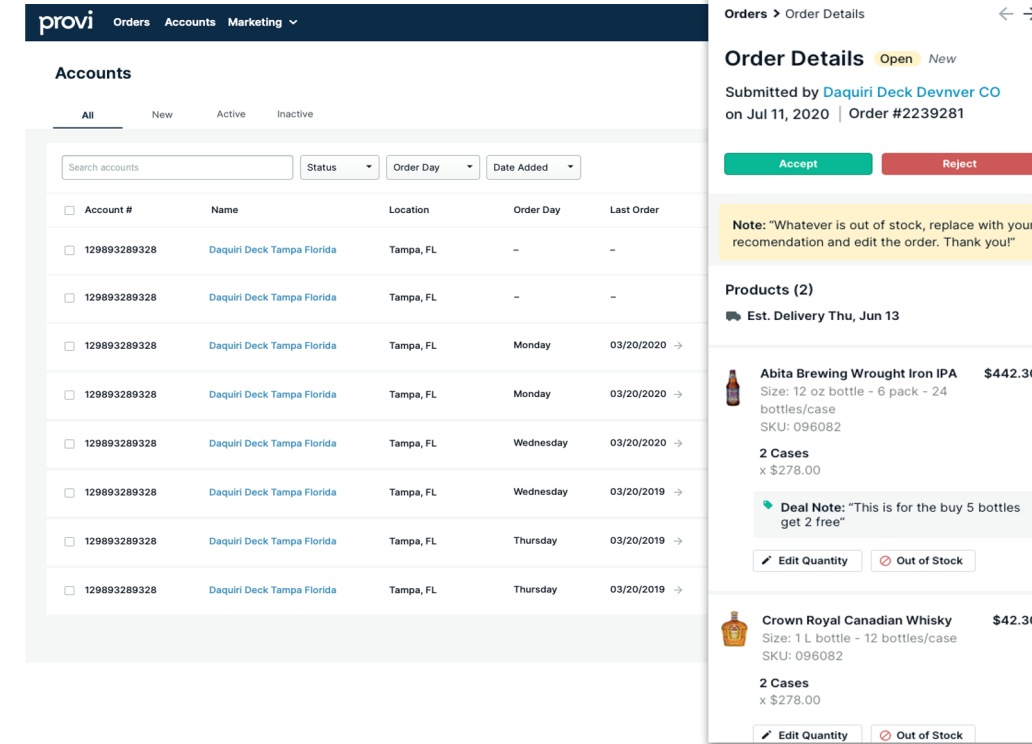 provi Orders Accounts Marketing
Accounts
All New Active Inactive
Search accounts Status Order Day Date Added
Account # Name Location Order Day Last Order
129893289328 Daquiri Deck Tampa Florida Tampa, FL – –
129893289328 Daquiri Deck Tampa Florida Tampa, FL – –
129893289328 Daquiri Deck Tampa Florida Tampa, FL Monday 03/20/2020 →
129893289328 Daquiri Deck Tampa Florida Tampa, FL Monday 03/20/2020 →
129893289328 Daquiri Deck Tampa Florida Tampa, FL Wednesday 03/20/2020 →
129893289328 Daquiri Deck Tampa Florida Tampa, FL Wednesday 03/20/2019 →
129893289328 Daquiri Deck Tampa Florida Tampa, FL Thursday 03/20/2019 →
129893289328 Daquiri Deck Tampa Florida Tampa, FL Thursday 03/20/2019 →
Orders > Order Details
Order Details Open New
Submitted by Daquiri Deck Devnver CO
on Jul 11, 2020 | Order #2239281
Accept Reject
Note: "Whatever is out of stock, replace with your
recomendation and edit the order. Thank you!"
Products (2)
Est. Delivery Thu, Jun 13
Abita Brewing Wrought Iron IPA $442.30
Size: 12 oz bottle - 6 pack - 24
bottles/case
SKU: 096082
2 Cases
x $278.00
Deal Note: "This is for the buy 5 bottles
get 2 free"
Edit Quantity Out of Stock
Crown Royal Canadian Whisky $42.30
Size: 1 L bottle - 12 bottles/case
SKU: 096082
2 Cases
x $278.00
Edit Quantity Out of Stock